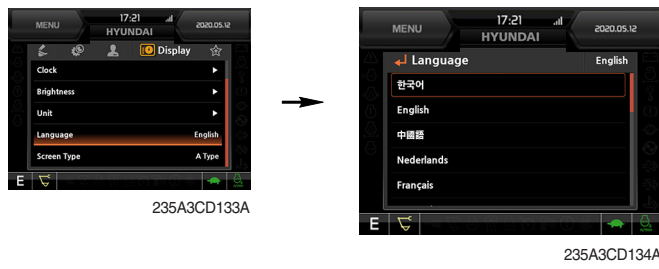 MENU 17:21 2020.05.12
HYUNDAI
Display
Clock
Brightness
Unit
Language English
Screen Type A Type
E
235A3CD133A
MENU 17:21 2020.05.12
HYUNDAI
Language English
한국어
English
中國語
Nederlands
Français
E
235A3CD134A